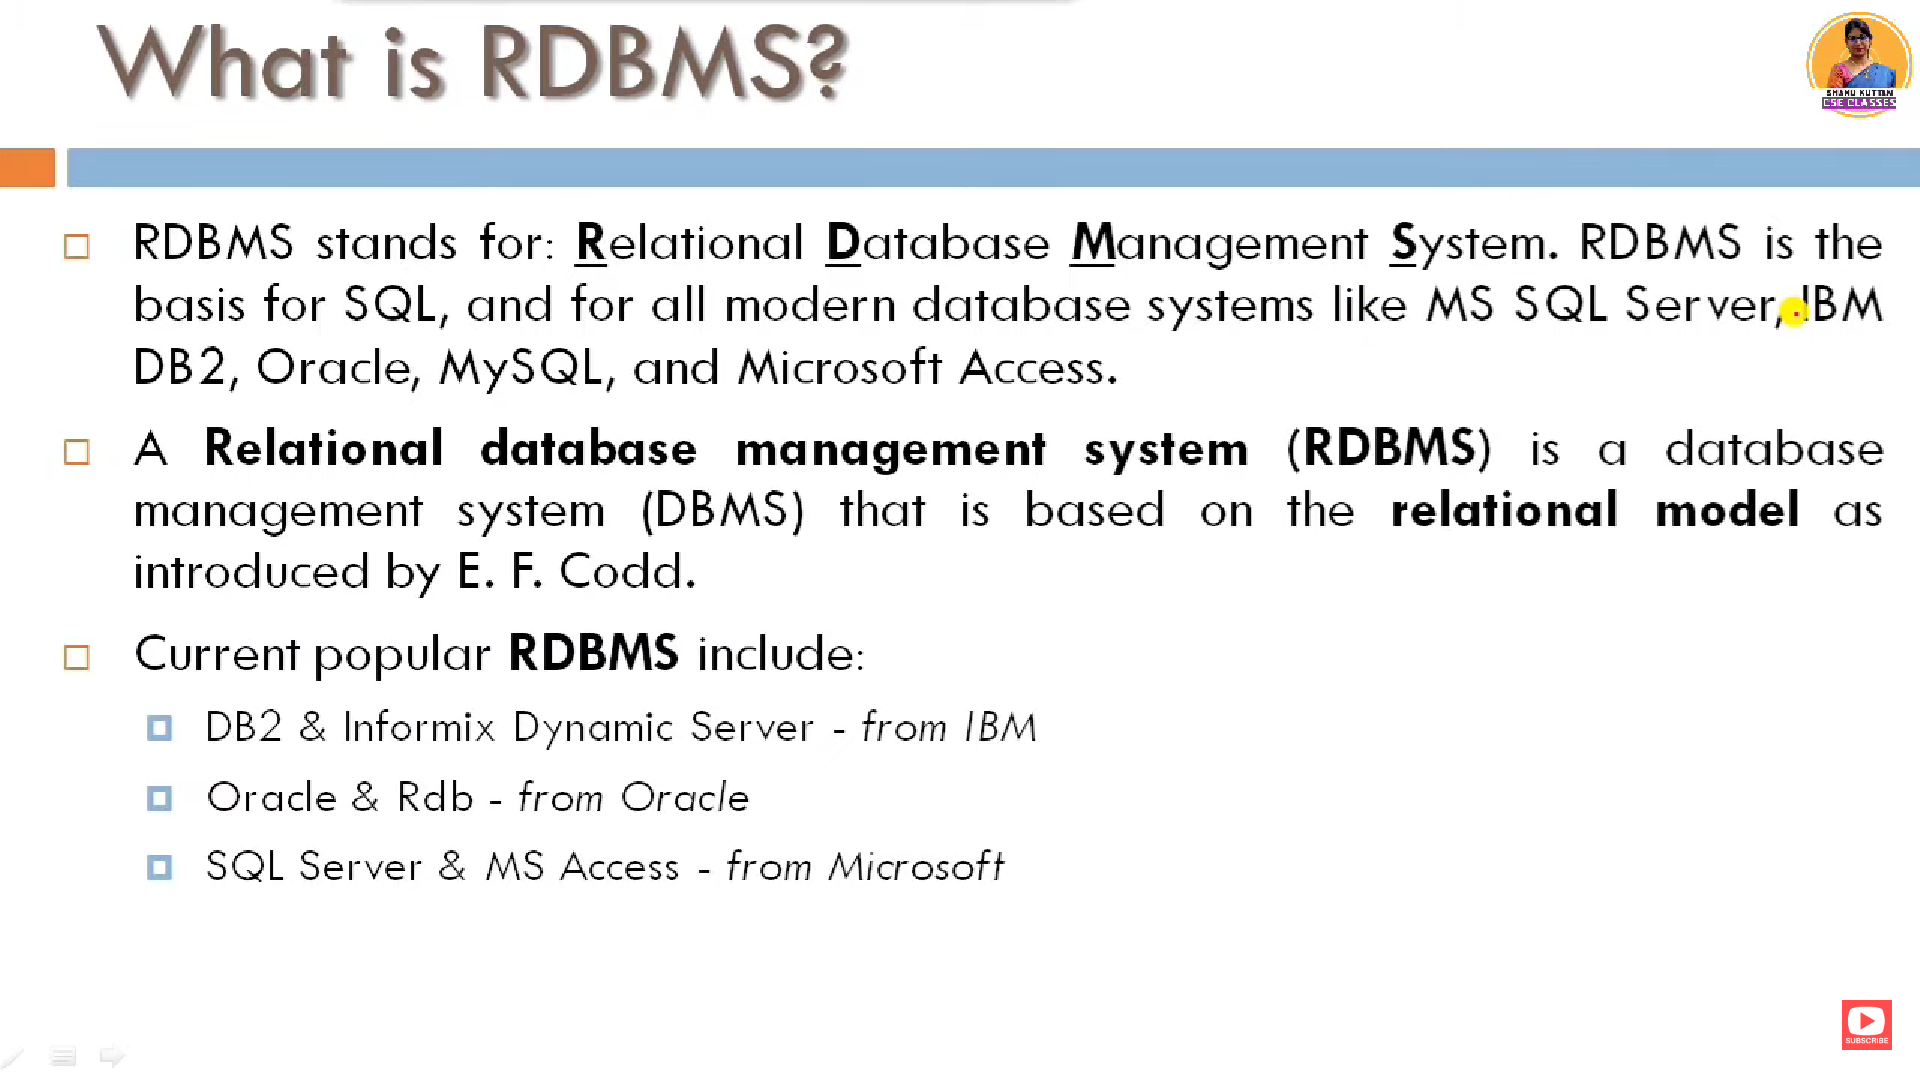 What is RDBMS?
SHANU KUTTAN
CSE CLASSES
RDBMS stands for: Relational Database Management System. RDBMS is the
basis for SQL, and for all modern database systems like MS SQL Server, IBM
DB2, Oracle, MySQL, and Microsoft Access.
A Relational database management system (RDBMS) is a database
management system (DBMS) that is based on the relational model as
introduced by E. F. Codd.
Current popular RDBMS include:
DB2 & Informix Dynamic Server - from IBM
Oracle & Rdb - from Oracle
SQL Server & MS Access - from Microsoft
SUBSCRIBE